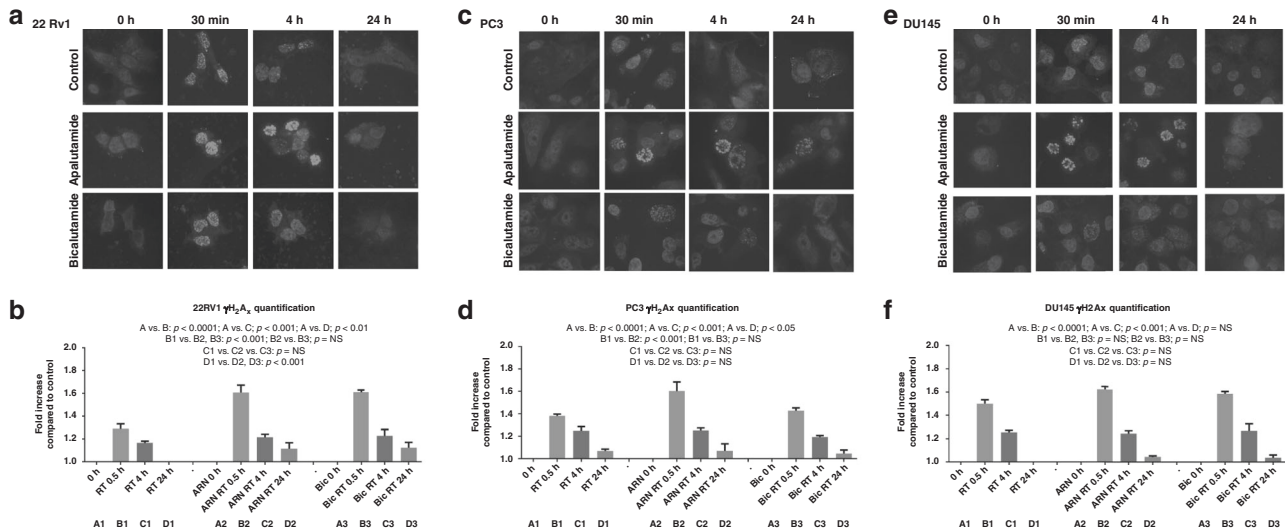 a
22 Rv1
0 h 30 min 4 h 24 h
Control
Apalutamide
Bicalutamide
b
22RV1 γH₂Aₓ quantification
A vs. B: p < 0.0001; A vs. C; p < 0.001; A vs. D; p < 0.01
B1 vs. B2, B3: p < 0.001; B2 vs. B3; p = NS
C1 vs. C2 vs. C3: p = NS
D1 vs. D2, D3: p < 0.001
Fold increase
compared to control
2.0
1.8
1.6
1.4
1.2
1.0
0 h RT 0.5 h RT 4 h RT 24 h . ARN 0 h ARN RT 0.5 h ARN RT 4 h ARN RT 24 h . Bic 0 h Bic RT 0.5 h Bic RT 4 h Bic RT 24 h
A1 B1 C1 D1 A2 B2 C2 D2 A3 B3 C3 D3
c
PC3
0 h 30 min 4 h 24 h
Control
Apalutamide
Bicalutamide
d
PC3 γH₂Ax quantification
A vs. B: p < 0.0001; A vs. C; p < 0.001; A vs. D; p < 0.05
B1 vs. B2: p < 0.001; B1 vs. B3; p = NS
C1 vs. C2 vs. C3: p = NS
D1 vs. D2 vs. D3: p = NS
Fold increase
compared to control
2.0
1.8
1.6
1.4
1.2
1.0
0 h RT 0.5 h RT 4 h RT 24 h . ARN 0 h ARN RT 0.5 h ARN RT 4 h ARN RT 24 h . Bic 0 h Bic RT 0.5 h Bic RT 4 h Bic RT 24 h
A1 B1 C1 D1 A2 B2 C2 D2 A3 B3 C3 D3
e
DU145
0 h 30 min 4 h 24 h
Control
Apalutamide
Bicalutamide
f
DU145 γH2Ax quantification
A vs. B: p < 0.0001; A vs. C; p < 0.001; A vs. D; p = NS
B1 vs. B2, B3: p = NS; B2 vs. B3; p = NS
C1 vs. C2 vs. C3: p = NS
D1 vs. D2 vs. D3: p = NS
Fold increase
compared to control
2.0
1.8
1.6
1.4
1.2
1.0
0 h RT 0.5 h RT 4 h RT 24 h . ARN 0 h ARN RT 0.5 h ARN RT 4 h ARN RT 24 h . Bic 0 h Bic RT 0.5 h Bic RT 4 h Bic RT 24 h
A1 B1 C1 D1 A2 B2 C2 D2 A3 B3 C3 D3